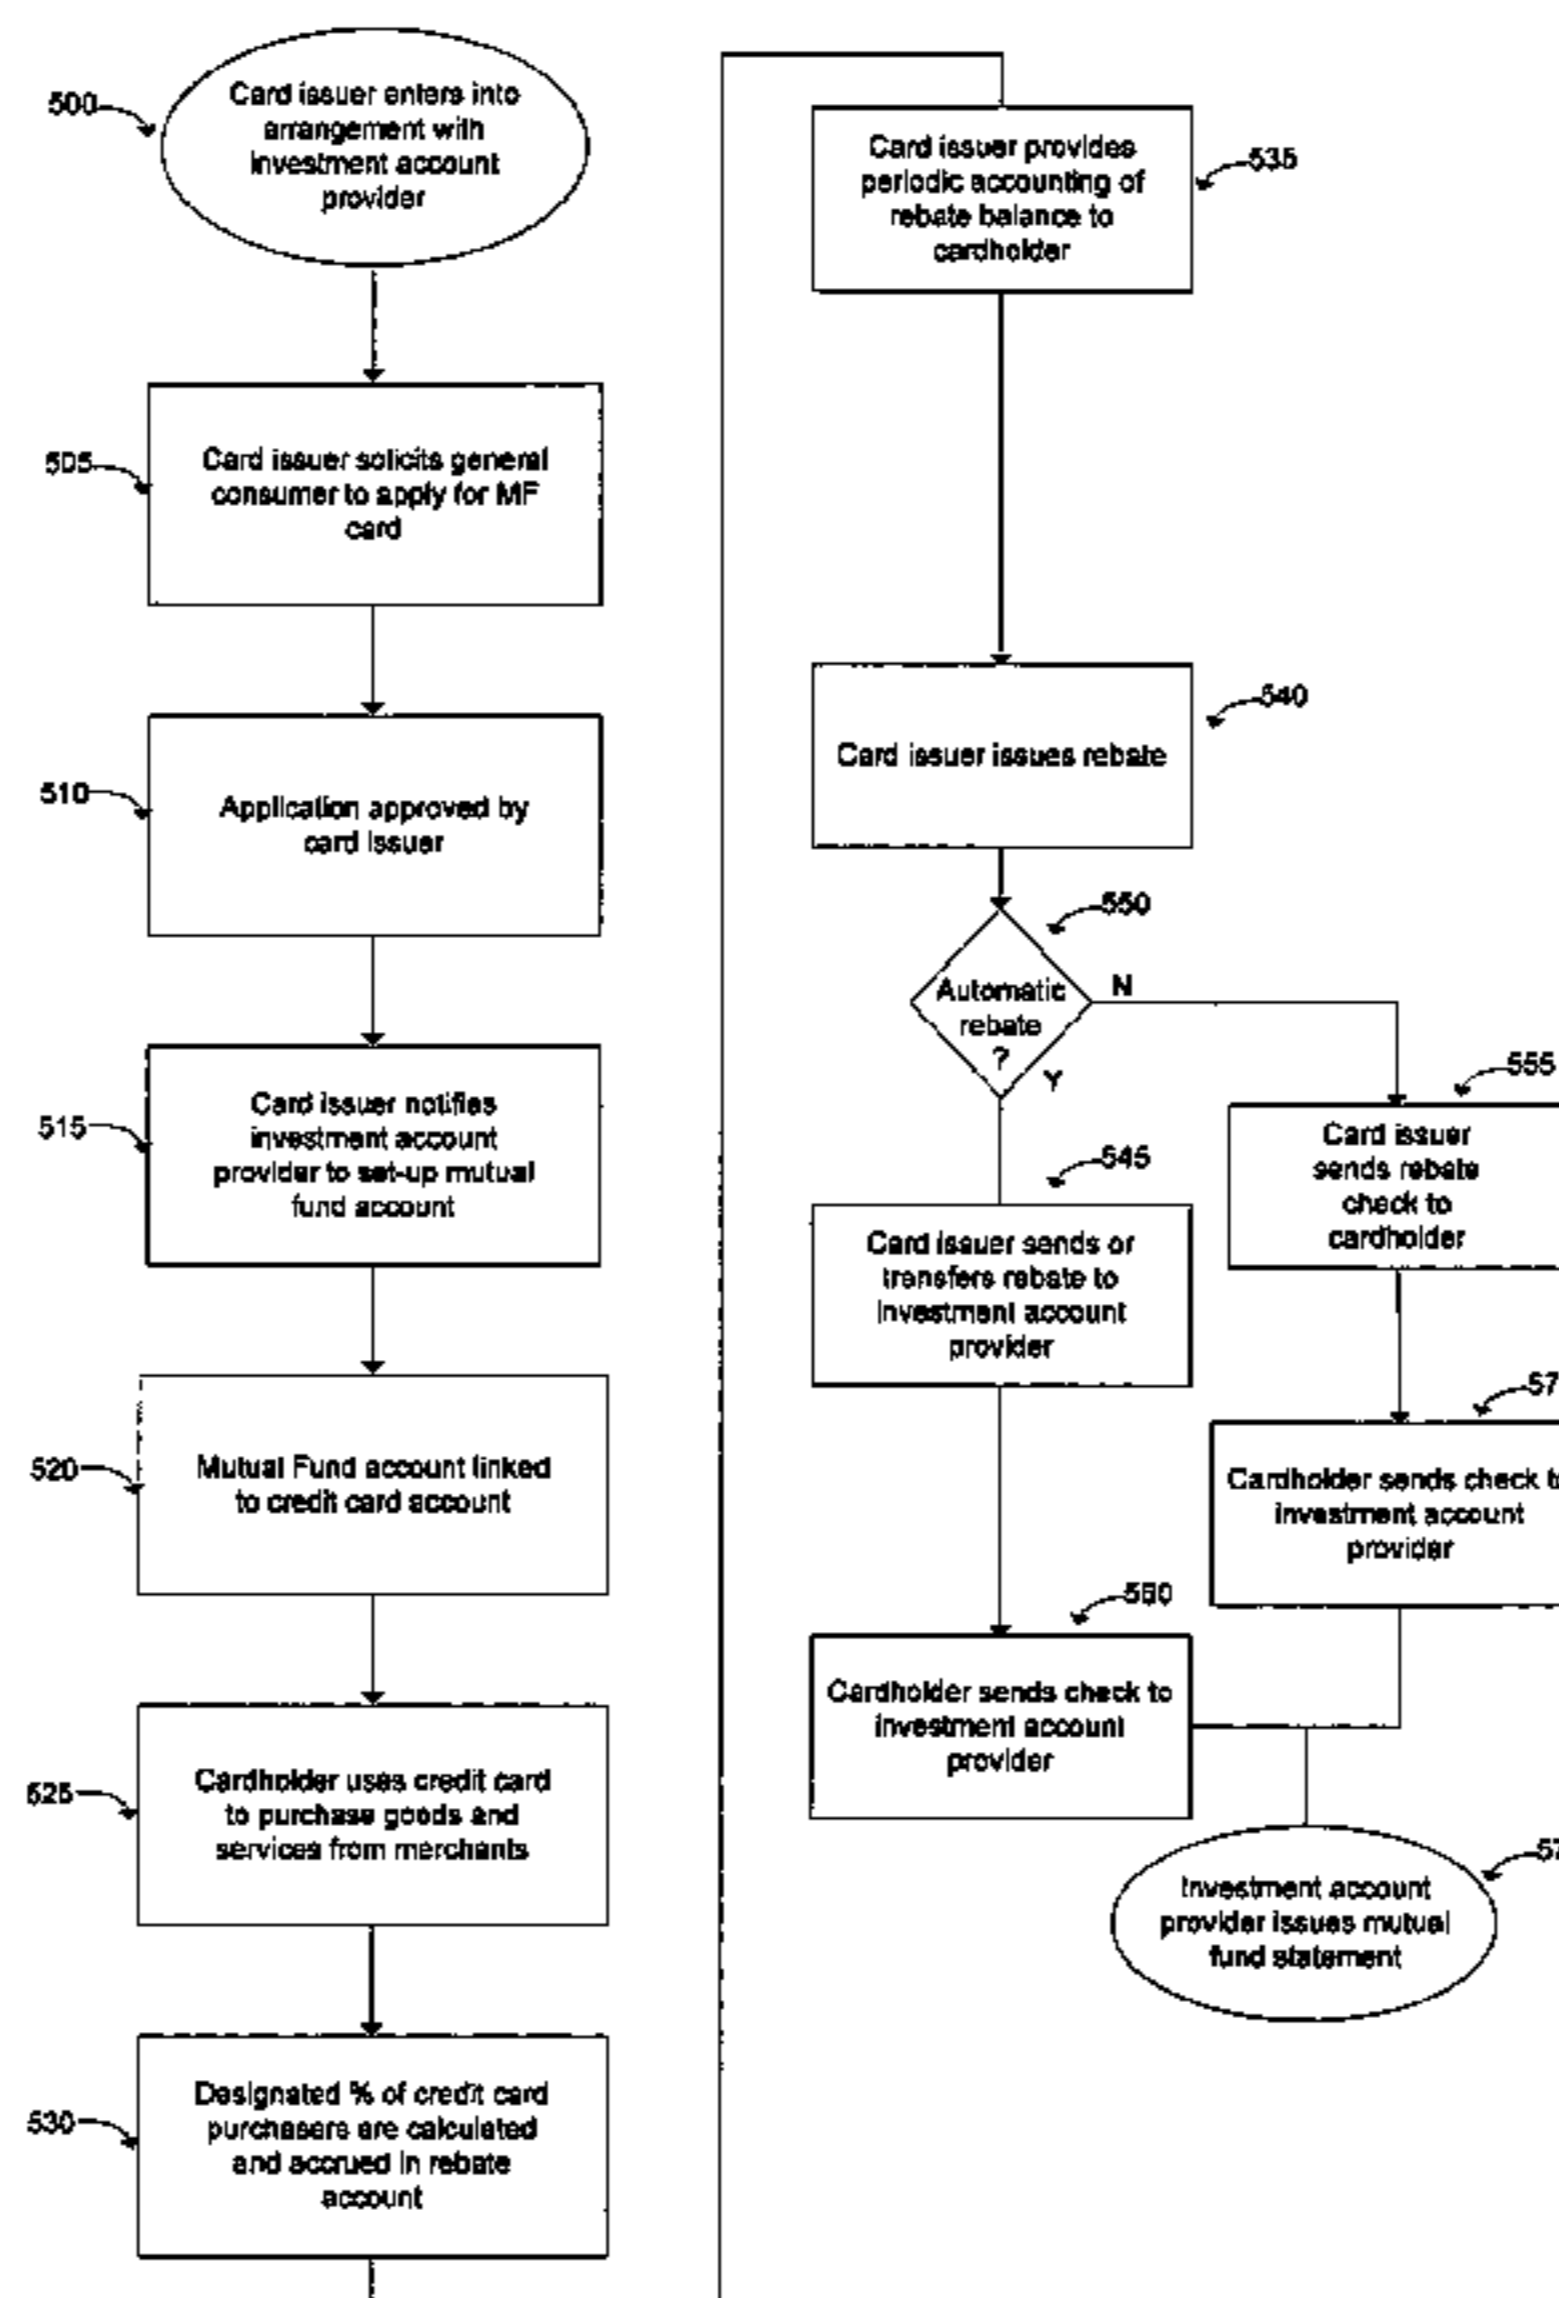 500
Card issuer enters into
arrangement with
investment account
provider
505
Card issuer solicits general
consumer to apply for MF
card
510
Application approved by
card issuer
515
Card issuer notifies
investment account
provider to set-up mutual
fund account
520
Mutual Fund account linked
to credit card account
525
Cardholder uses credit card
to purchase goods and
services from merchants
530
Designated % of credit card
purchasers are calculated
and accrued in rebate
account
535
Card issuer provides
periodic accounting of
rebate balance to
cardholder
540
Card issuer issues rebate
550
Automatic
rebate
?
N
Y
555
Card issuer
sends rebate
check to
cardholder
545
Card issuer sends or
transfers rebate to
investment account
provider
57
Cardholder sends check to
investment account
provider
560
Cardholder sends check to
investment account
provider
57
Investment account
provider issues mutual
fund statement